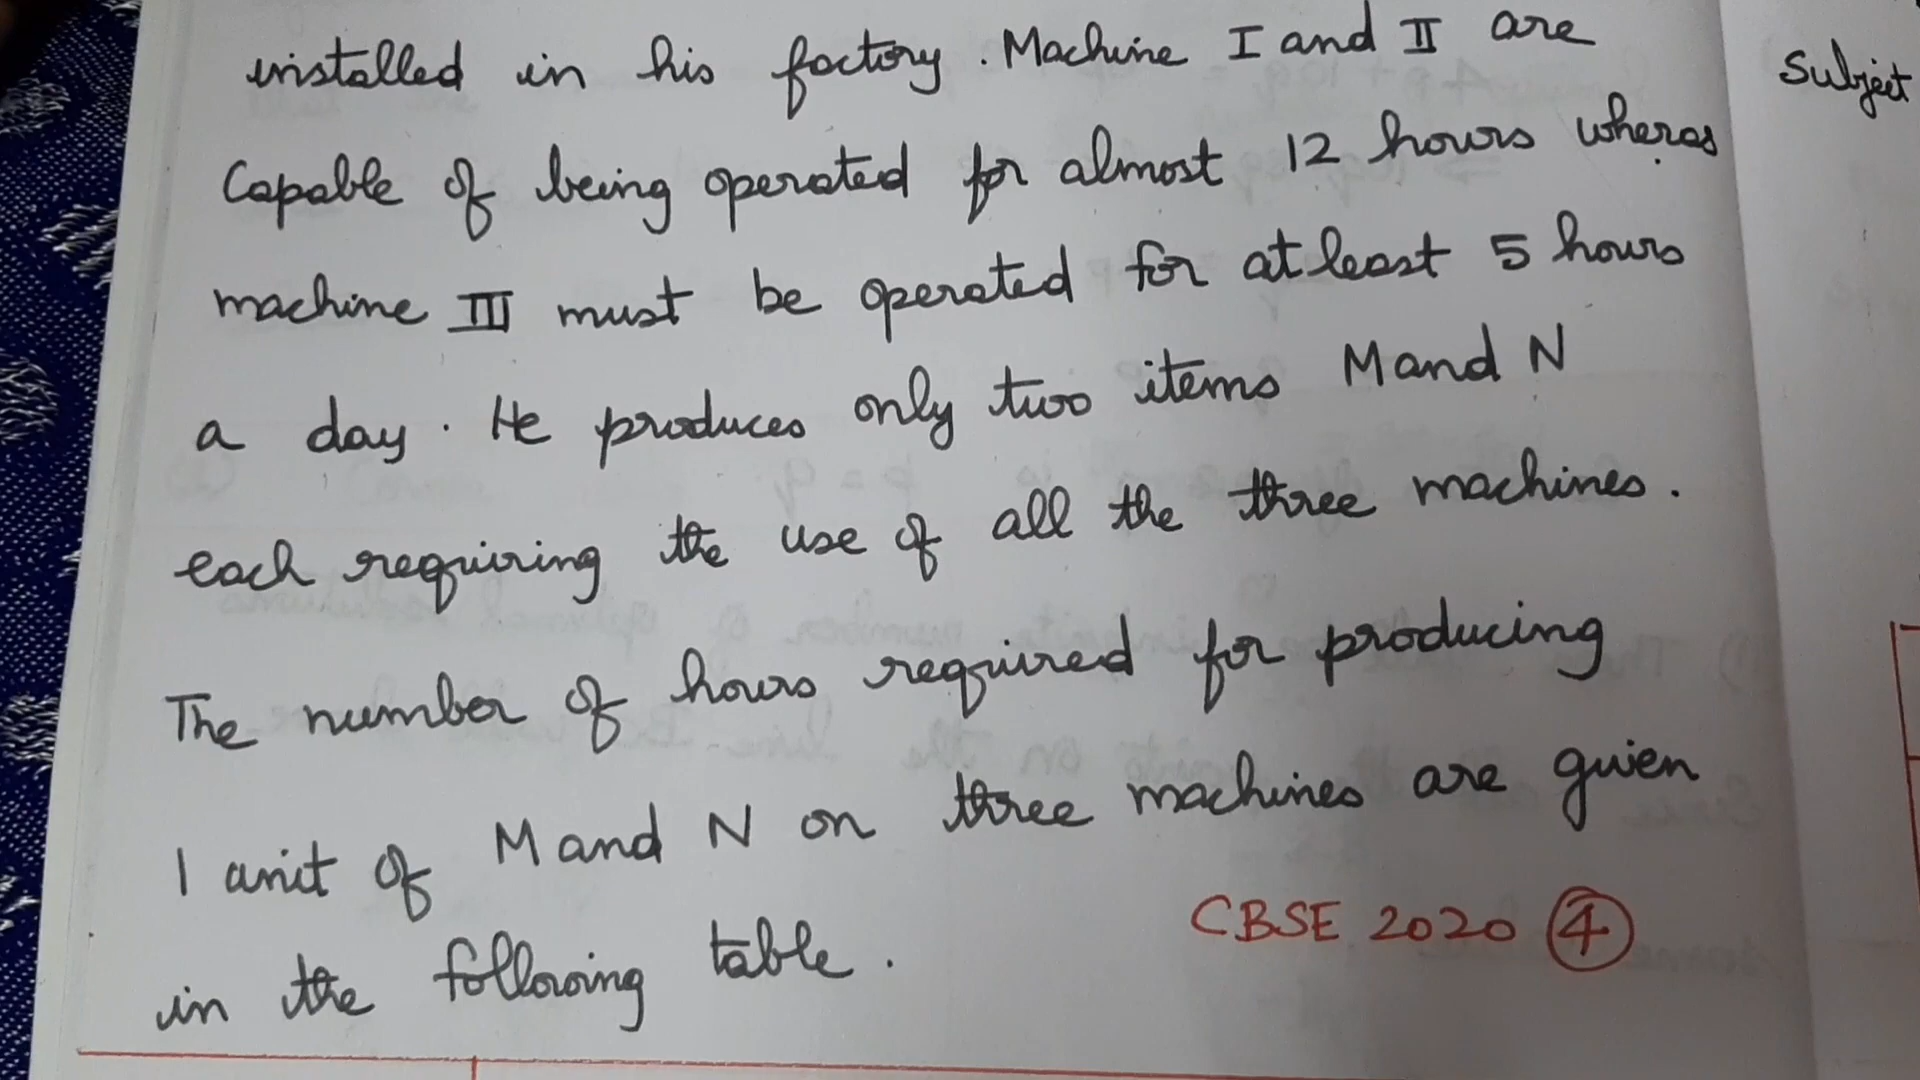 installed in his factory. Machine I and II are
Capable of being operated for almost 12 hours wheras
machine III must be operated for atleast 5 hours
a day. He produces only two items M and N
each requiring the use of all the three machines.
The number of hours required for producing
1 unit of M and N on three machines are given
in the following table.
CBSE 2020 4
Subject